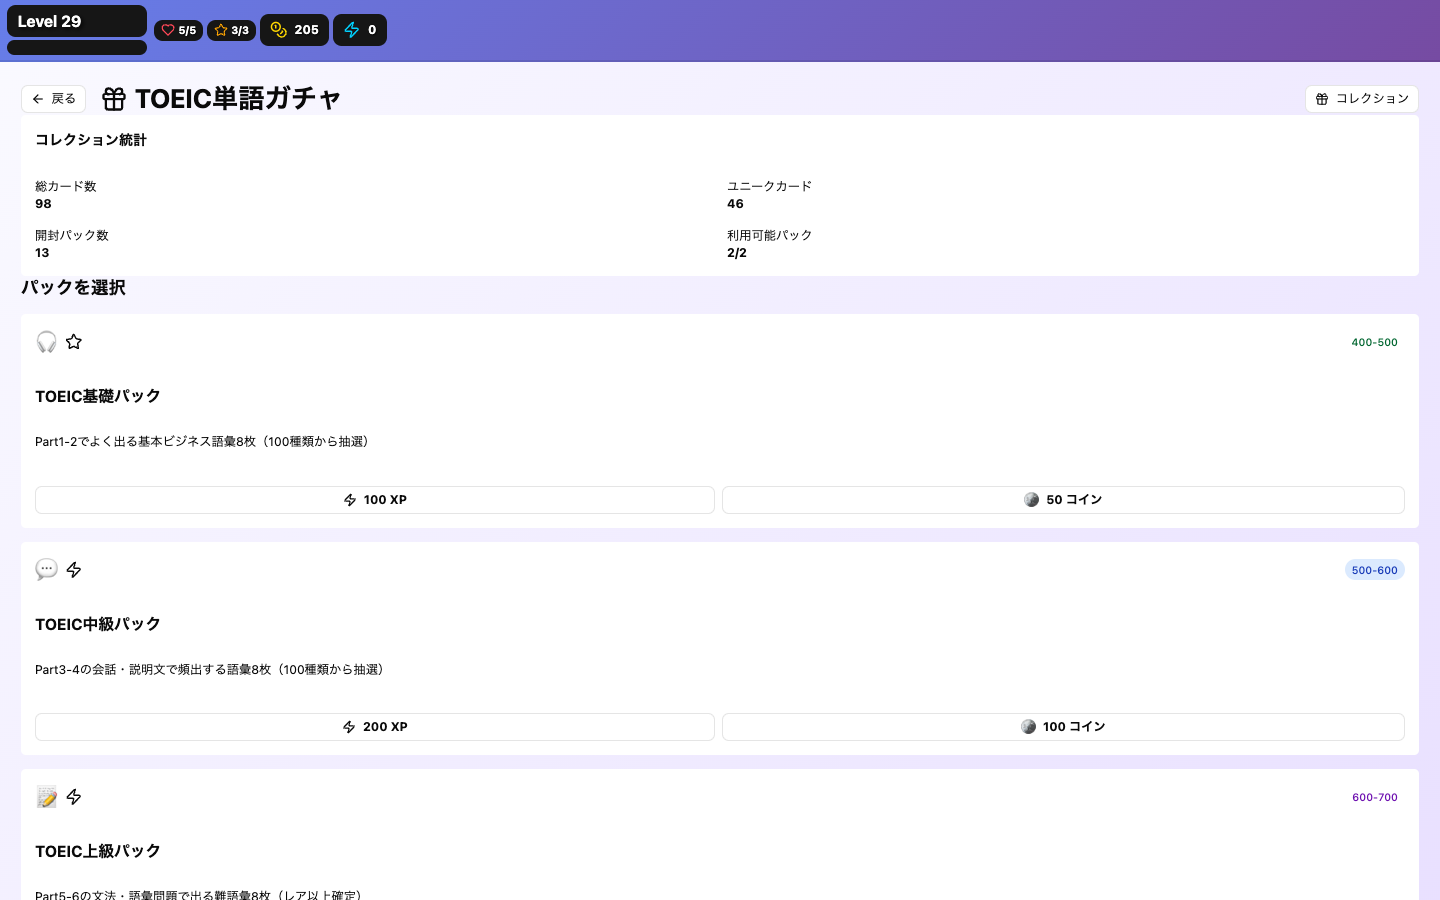 Level 29
5/5
3/3
205
0
戻る
TOEIC単語ガチャ
コレクション
コレクション統計
総カード数
98
ユニークカード
46
開封パック数
13
利用可能パック
2/2
パックを選択
400-500
TOEIC基礎パック
Part1-2でよく出る基本ビジネス語彙8枚（100種類から抽選）
100 XP
50 コイン
500-600
TOEIC中級パック
Part3-4の会話・説明文で頻出する語彙8枚（100種類から抽選）
200 XP
100 コイン
600-700
TOEIC上級パック
Part5-6の文法・語彙問題で出る難語彙8枚（レア以上確定）